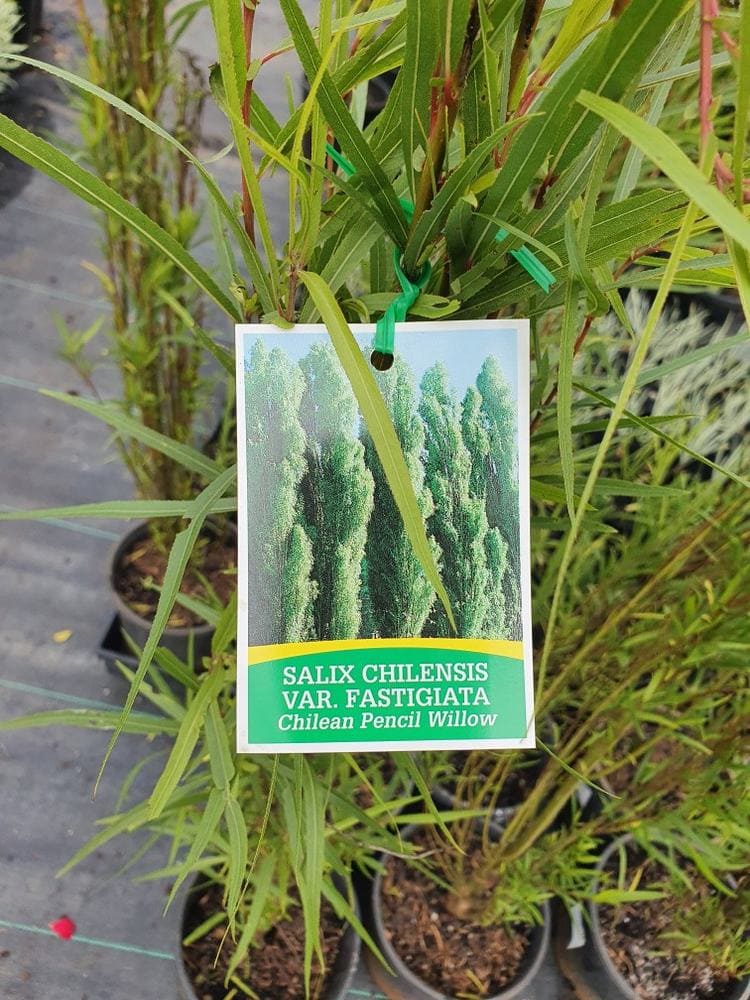 SALIX CHILENSIS
VAR. FASTIGIATA
Chilean Pencil Willow